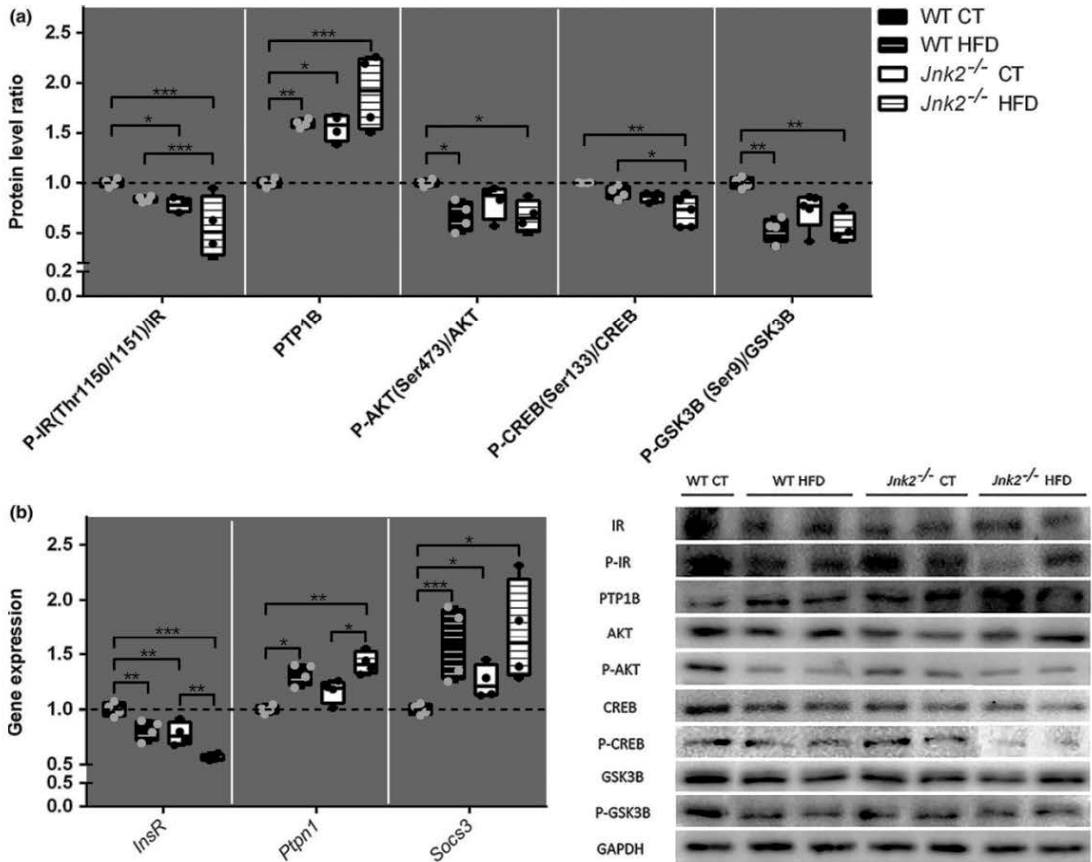 (a)
2.5
2.0
1.5
1.0
0.5
0.2
0.0
Protein level ratio
***
*
***
***
*
**
*
*
**
*
**
**
P-IR(Thr1150/1151)/IR
PTP1B
P-AKT(Ser473)/AKT
P-CREB(Ser133)/CREB
P-GSK3B (Ser9)/GSK3B
WT CT
WT HFD
Jnk2-/- CT
Jnk2-/- HFD
(b)
2.5
2.0
1.5
1.0
0.5
0.5
0.0
Gene expression
***
**
**
**
**
*
*
*
*
***
InsR
Ptpn1
Socs3
WT CT WT HFD Jnk2-/- CT Jnk2-/- HFD
IR
P-IR
PTP1B
AKT
P-AKT
CREB
P-CREB
GSK3B
P-GSK3B
GAPDH